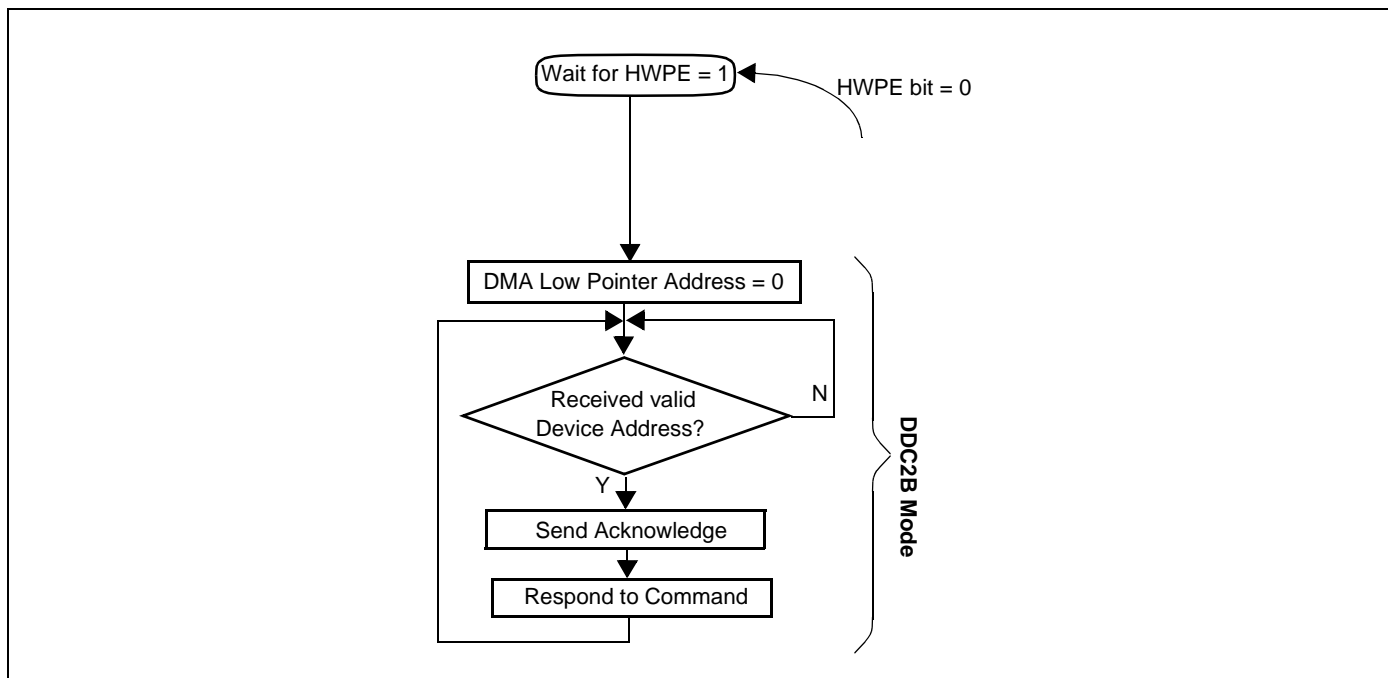 Wait for HWPE = 1
HWPE bit = 0
DMA Low Pointer Address = 0
Received valid
Device Address?
N
Y
Send Acknowledge
Respond to Command
DDC2B Mode